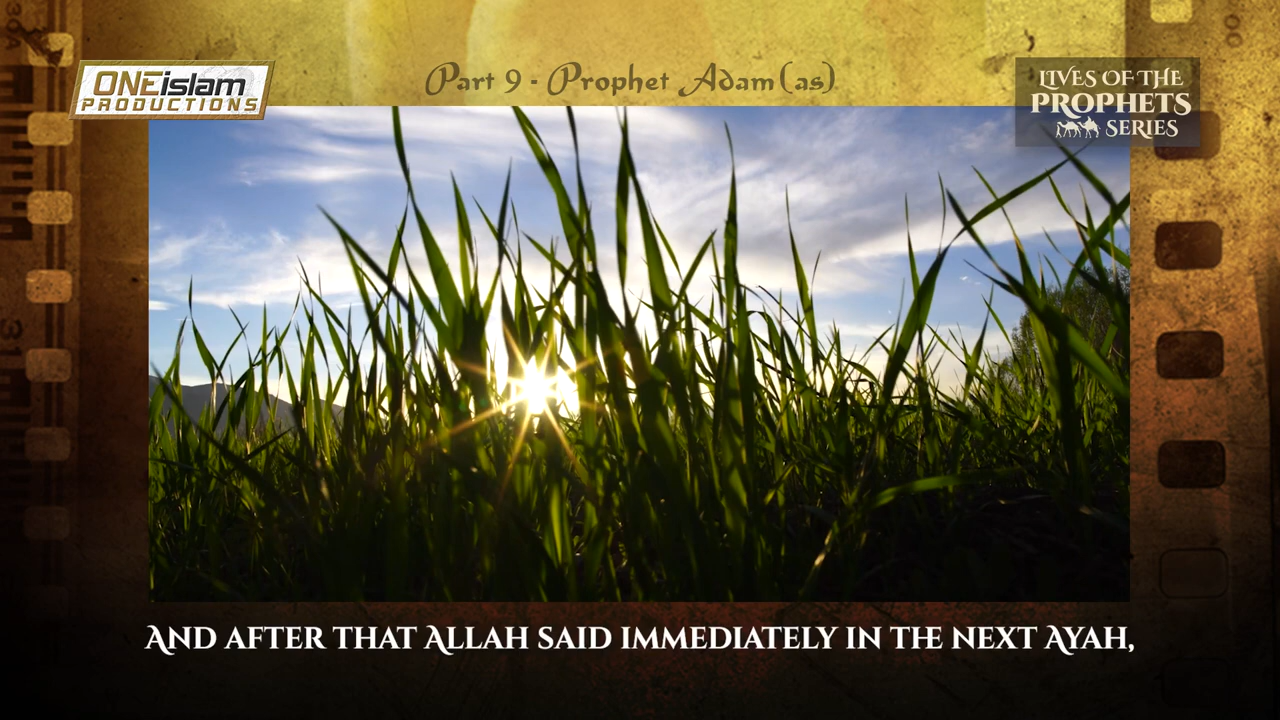 ONEislam
PRODUCTIONS
Part 9 - Prophet Adam (as)
LIVES OF THE
PROPHETS
SERIES
AND AFTER THAT ALLAH SAID IMMEDIATELY IN THE NEXT AYAH,